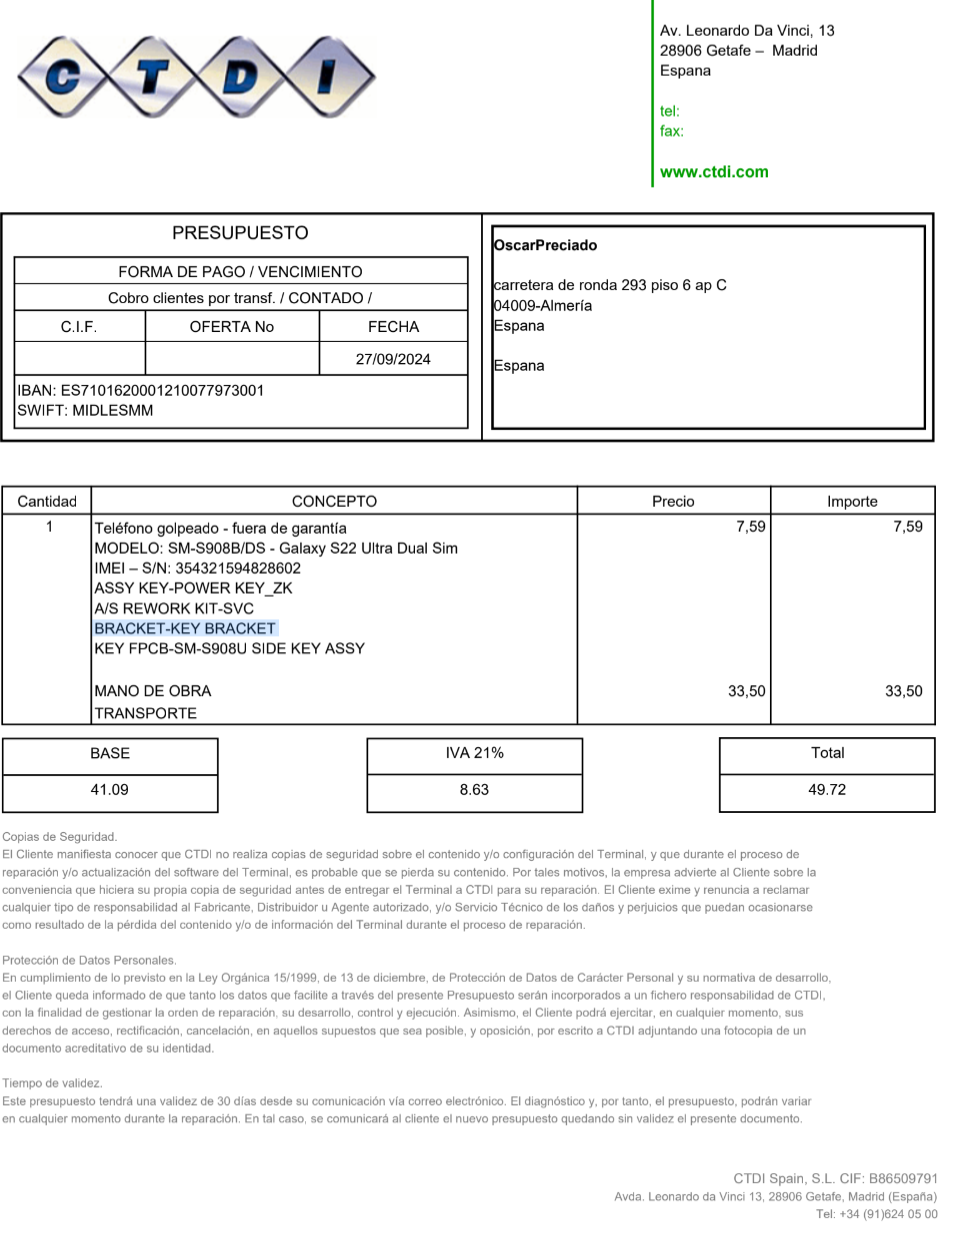 CTDI
Av. Leonardo Da Vinci, 13
28906 Getafe – Madrid
Espana
tel:
fax:
www.ctdi.com
PRESUPUESTO
FORMA DE PAGO / VENCIMIENTO
Cobro clientes por transf. / CONTADO /
C.I.F. OFERTA No FECHA
27/09/2024
IBAN: ES7101620001210077973001
SWIFT: MIDLESMM
OscarPreciado
carretera de ronda 293 piso 6 ap C
04009-Almería
Espana
Espana
Cantidad CONCEPTO Precio Importe
1 Teléfono golpeado - fuera de garantía 7,59 7,59
MODELO: SM-S908B/DS - Galaxy S22 Ultra Dual Sim
IMEI – S/N: 354321594828602
ASSY KEY-POWER KEY_ZK
A/S REWORK KIT-SVC
BRACKET-KEY BRACKET
KEY FPCB-SM-S908U SIDE KEY ASSY
MANO DE OBRA 33,50 33,50
TRANSPORTE
BASE IVA 21% Total
41.09 8.63 49.72
Copias de Seguridad.
El Cliente manifiesta conocer que CTDI no realiza copias de seguridad sobre el contenido y/o configuración del Terminal, y que durante el proceso de
reparación y/o actualización del software del Terminal, es probable que se pierda su contenido. Por tales motivos, la empresa advierte al Cliente sobre la
conveniencia que hiciera su propia copia de seguridad antes de entregar el Terminal a CTDI para su reparación. El Cliente exime y renuncia a reclamar
cualquier tipo de responsabilidad al Fabricante, Distribuidor u Agente autorizado, y/o Servicio Técnico de los daños y perjuicios que puedan ocasionarse
como resultado de la pérdida del contenido y/o de información del Terminal durante el proceso de reparación.
Protección de Datos Personales.
En cumplimiento de lo previsto en la Ley Orgánica 15/1999, de 13 de diciembre, de Protección de Datos de Carácter Personal y su normativa de desarrollo,
el Cliente queda informado de que tanto los datos que facilite a través del presente Presupuesto serán incorporados a un fichero responsabilidad de CTDI,
con la finalidad de gestionar la orden de reparación, su desarrollo, control y ejecución. Asimismo, el Cliente podrá ejercitar, en cualquier momento, sus
derechos de acceso, rectificación, cancelación, en aquellos supuestos que sea posible, y oposición, por escrito a CTDI adjuntando una fotocopia de un
documento acreditativo de su identidad.
Tiempo de validez.
Este presupuesto tendrá una validez de 30 días desde su comunicación vía correo electrónico. El diagnóstico y, por tanto, el presupuesto, podrán variar
en cualquier momento durante la reparación. En tal caso, se comunicará al cliente el nuevo presupuesto quedando sin validez el presente documento.
CTDI Spain, S.L. CIF: B86509791
Avda. Leonardo da Vinci 13, 28906 Getafe, Madrid (España)
Tel: +34 (91)624 05 00